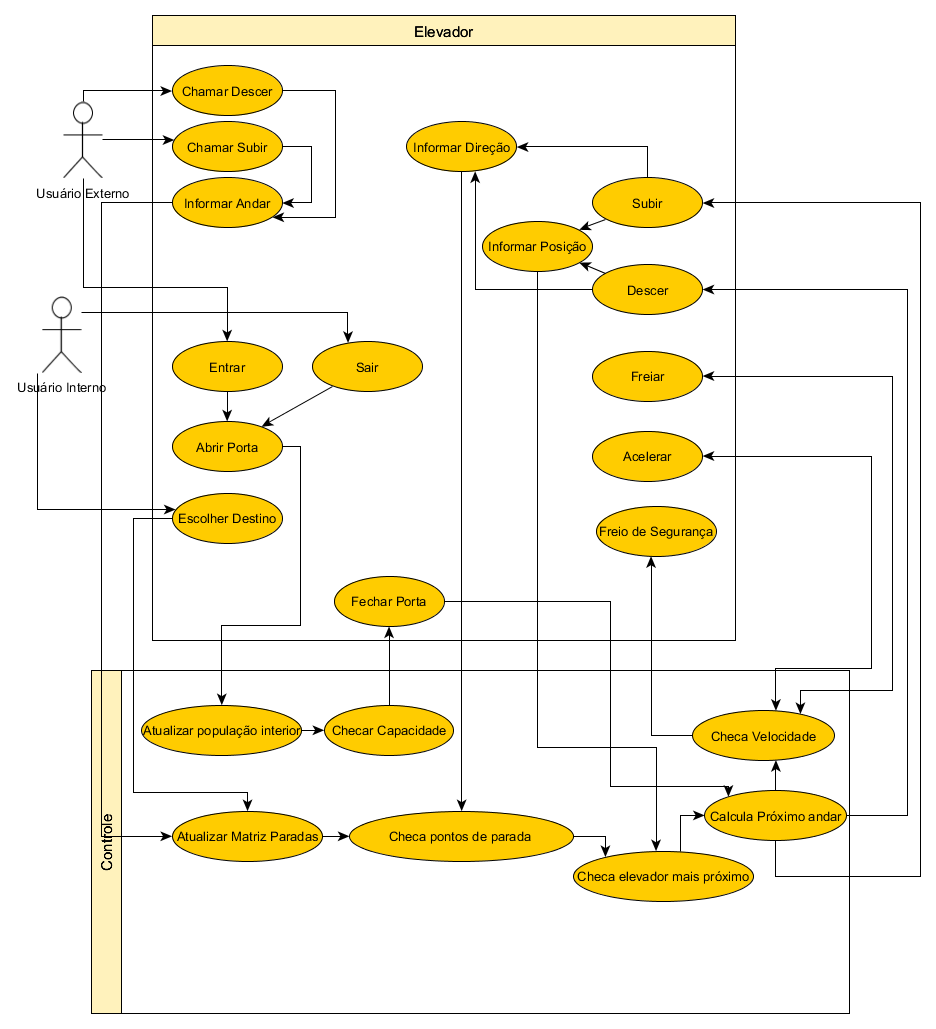 Elevador
Chamar Descer
Chamar Subir
Informar Direção
Usuário Externo
Informar Andar
Subir
Informar Posição
Descer
Entrar
Sair
Freiar
Usuário Interno
Abrir Porta
Acelerar
Escolher Destino
Freio de Segurança
Fechar Porta
Atualizar população interior
Checar Capacidade
Checa Velocidade
Controle
Atualizar Matriz Paradas
Checa pontos de parada
Calcula Próximo andar
Checa elevador mais próximo